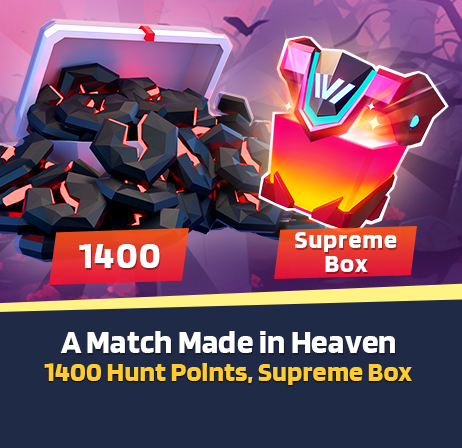 1400
Supreme
Box
A Match Made in Heaven
1400 Hunt Points, Supreme Box